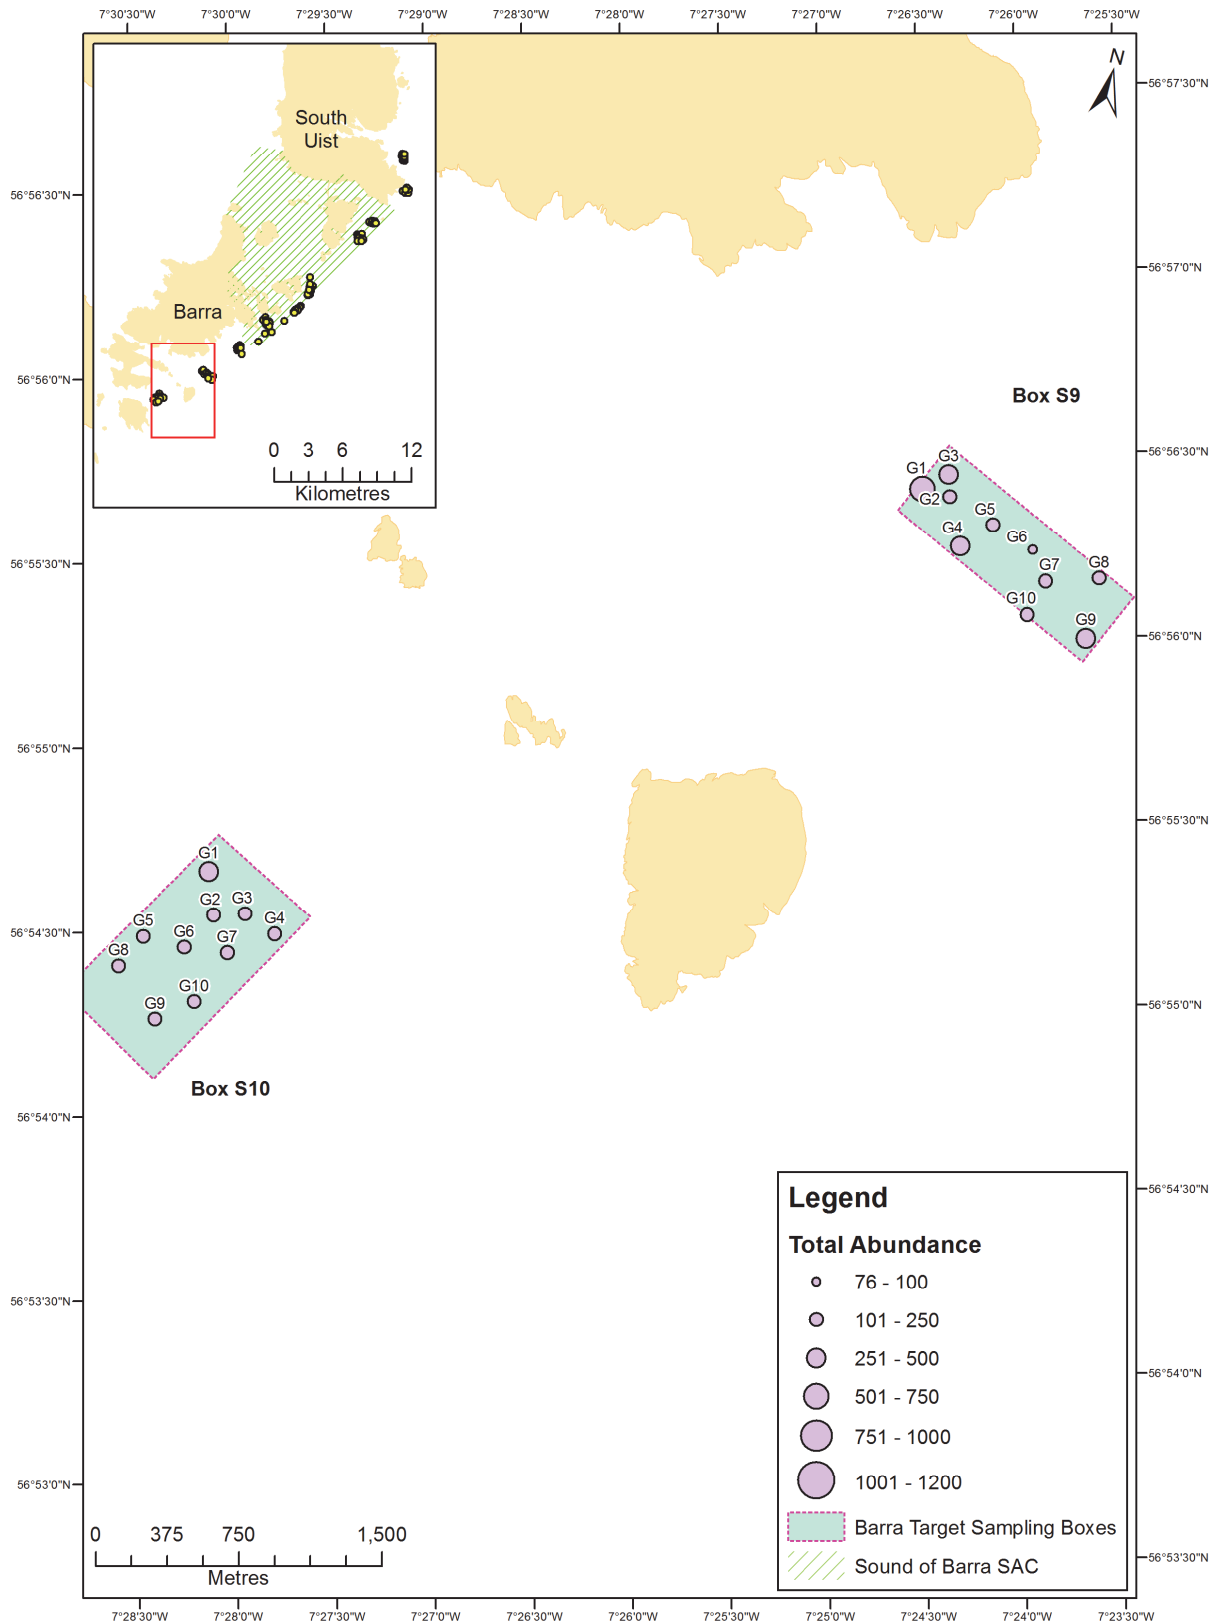 7°30'30"W 7°30'0"W 7°29'30"W 7°29'0"W 7°28'30"W 7°27'30"W 7°27'0"W 7°26'30"W 7°26'0"W 7°25'30"W
N
56°57'30"N
South
Uist
56°56'30"N
56°57'0"N
Barra
56°56'0"N
Box S9
0 3 6 12
Kilometres
56°56'30"N
G3
G1
G2
G5
G4
G6
G7
G8
G10
G9
56°55'30"N
56°56'0"N
56°55'0"N
56°55'30"N
G1
G2
G3
G5
G6
G7
G4
G8
G10
G9
56°54'30"N
56°55'0"N
Box S10
56°54'0"N
56°54'30"N
Legend
Total Abundance
76 - 100
101 - 250
251 - 500
501 - 750
751 - 1000
1001 - 1200
Barra Target Sampling Boxes
Sound of Barra SAC
56°53'30"N
56°54'0"N
56°53'0"N
56°53'30"N
0 375 750 1,500
Metres
7°28'30"W 7°28'0"W 7°27'30"W 7°27'0"W 7°26'30"W 7°26'0"W 7°25'30"W 7°25'0"W 7°24'30"W 7°24'0"W 7°23'30"W